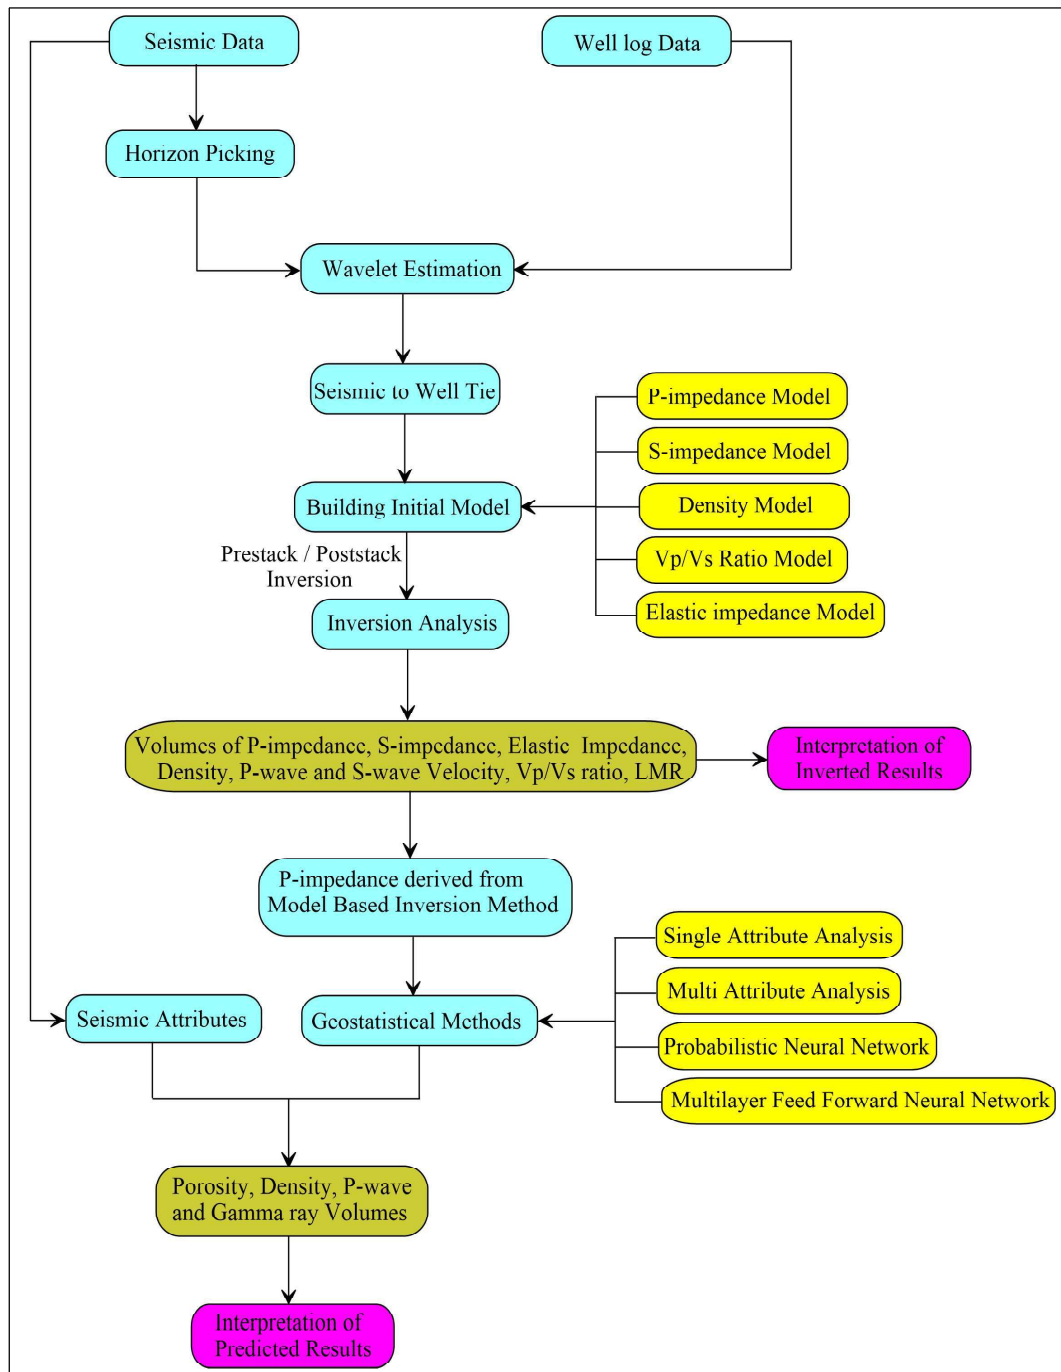 Seismic Data
Well log Data
Horizon Picking
Wavelet Estimation
Seismic to Well Tie
P-impedance Model
S-impedance Model
Building Initial Model
Density Model
Prestack / Poststack
Inversion
Vp/Vs Ratio Model
Inversion Analysis
Elastic impedance Model
Volumes of P-impedance, S-impedance, Elastic Impedance,
Density, P-wave and S-wave Velocity, Vp/Vs ratio, LMR
Interpretation of
Inverted Results
P-impedance derived from
Model Based Inversion Method
Single Attribute Analysis
Multi Attribute Analysis
Seismic Attributes
Geostatistical Methods
Probabilistic Neural Network
Multilayer Feed Forward Neural Network
Porosity, Density, P-wave
and Gamma ray Volumes
Interpretation of
Predicted Results